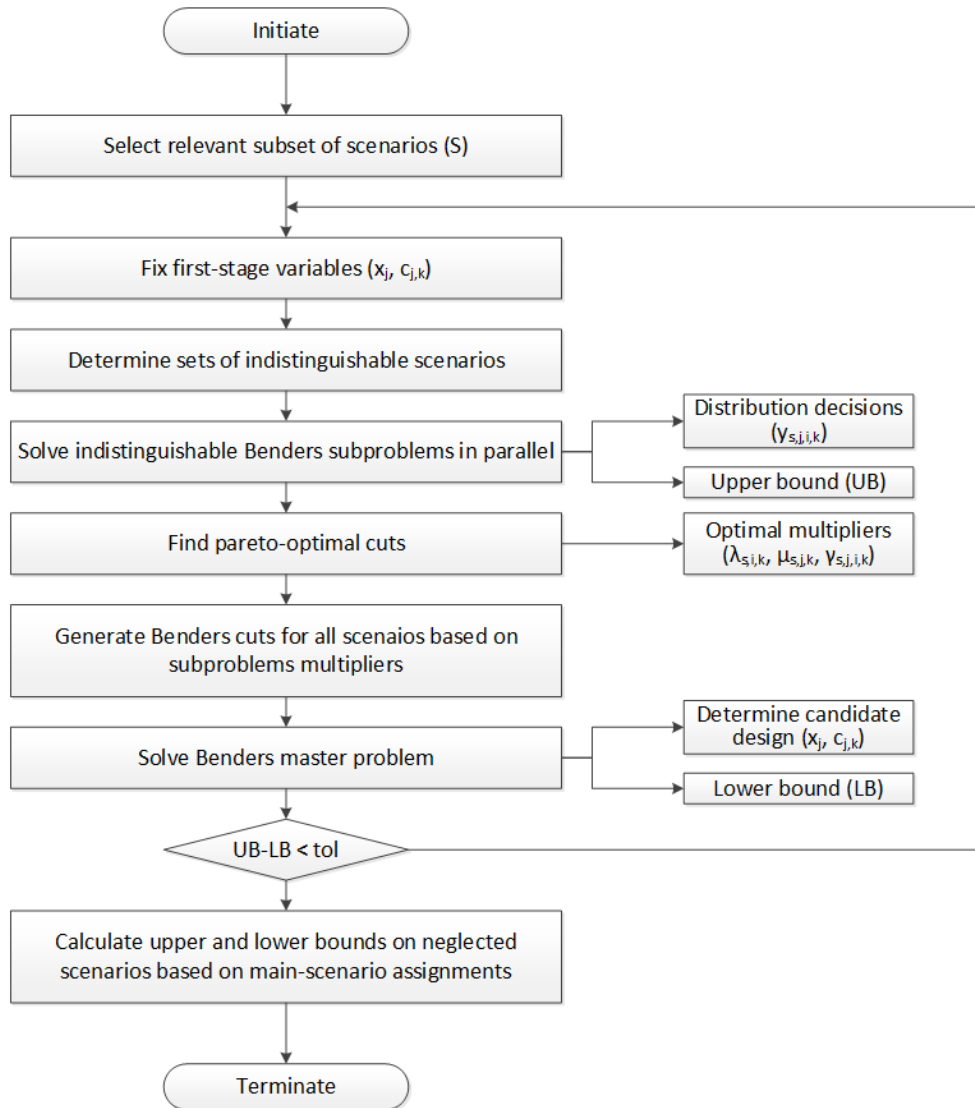 Initiate
Select relevant subset of scenarios (S)
Fix first-stage variables (xj, cj,k)
Determine sets of indistinguishable scenarios
Solve indistinguishable Benders subproblems in parallel
Distribution decisions
(ys,j,i,k)
Upper bound (UB)
Find pareto-optimal cuts
Optimal multipliers
(λs,i,k, μs,j,k, γs,j,i,k)
Generate Benders cuts for all scenaios based on
subproblems multipliers
Solve Benders master problem
Determine candidate
design (xj, cj,k)
Lower bound (LB)
UB-LB < tol
Calculate upper and lower bounds on neglected
scenarios based on main-scenario assignments
Terminate